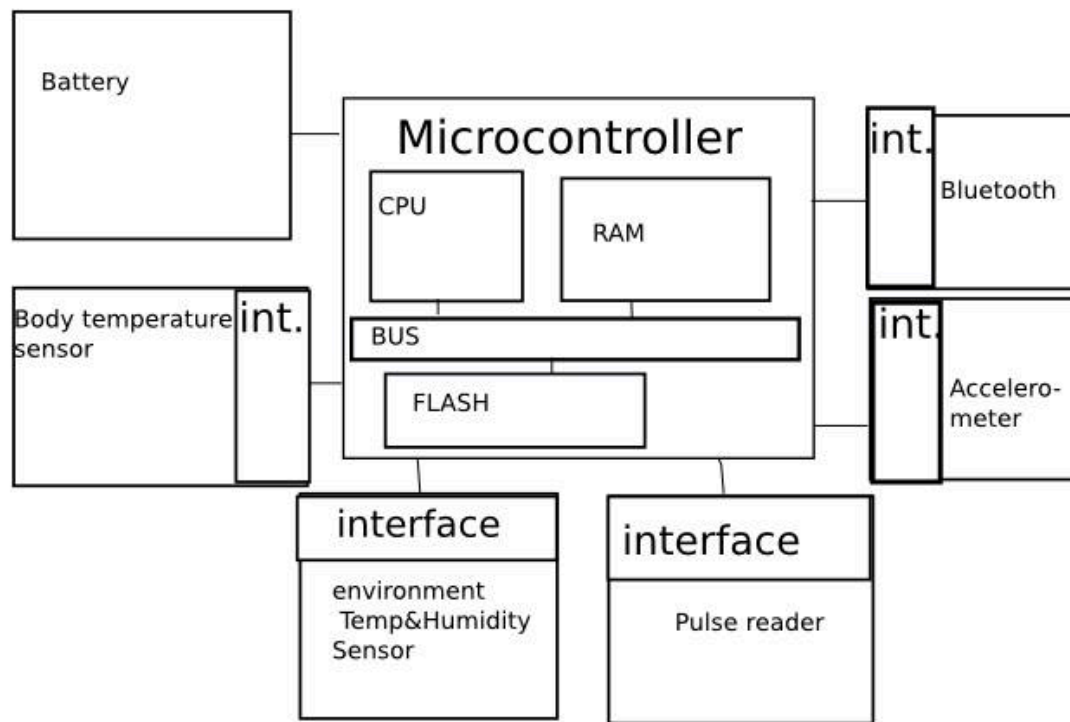 Battery
Microcontroller
CPU
RAM
BUS
FLASH
int.
Bluetooth
Body temperature
sensor
int.
int.
Accelero-
meter
interface
environment
Temp&Humidity
Sensor
interface
Pulse reader